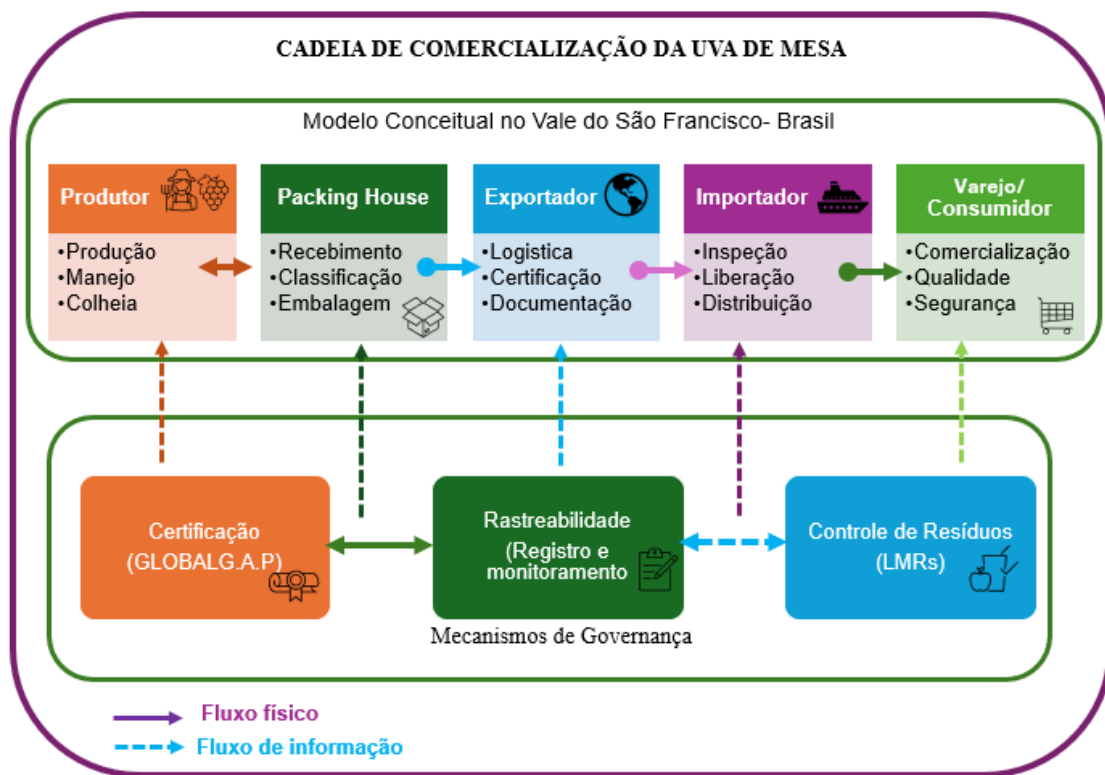 CADEIA DE COMERCIALIZAÇÃO DA UVA DE MESA
Modelo Conceitual no Vale do São Francisco- Brasil
Produtor
•Produção
•Manejo
•Colheia
Packing House
•Recebimento
•Classificação
•Embalagem
Exportador
•Logistica
•Certificação
•Documentação
Importador
•Inspeção
•Liberação
•Distribuição
Varejo/
Consumidor
•Comercialização
•Qualidade
•Segurança
Certificação
(GLOBALG.A.P)
Rastreabilidade
(Registro e
monitoramento
Controle de Resíduos
(LMRs)
Mecanismos de Governança
Fluxo físico
Fluxo de informação